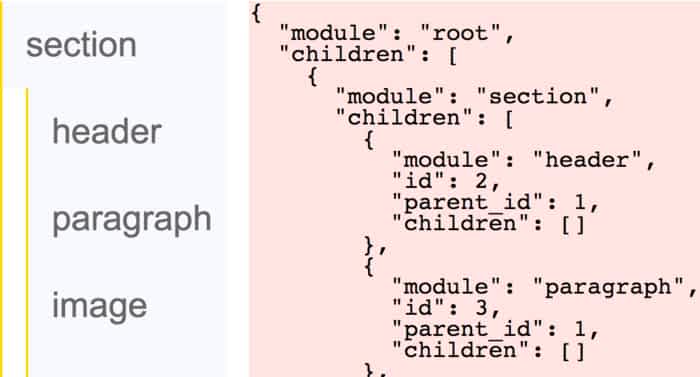 section
header
paragraph
image
{
"module": "root",
"children": [
{
"module": "section",
"children": [
{
"module": "header",
"id": 2,
"parent_id": 1,
"children": []
},
{
"module": "paragraph",
"id": 3,
"parent_id": 1,
"children": []
},